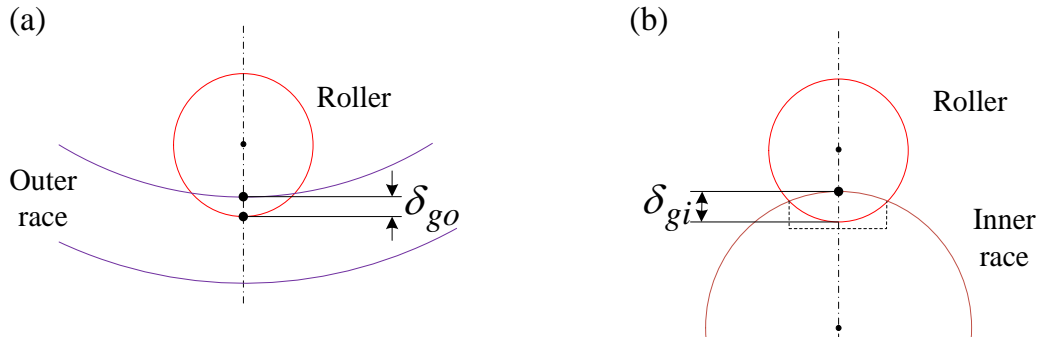 (a)
Roller
Outer
race
δgo
(b)
Roller
δgi
Inner
race